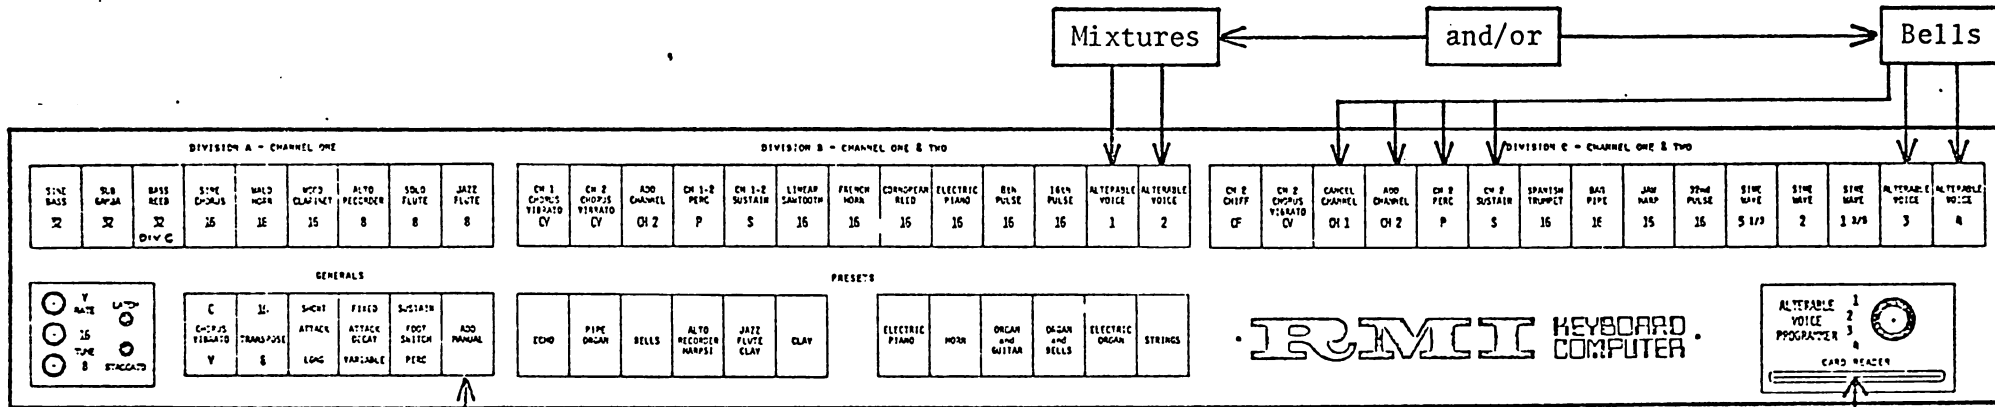 Mixtures and/or Bells
DIVISION A - CHANNEL ONE
DIVISION B - CHANNEL ONE & TWO
DIVISION C - CHANNEL ONE & TWO
SINE BASS 32
SUB GAMBA 32
BASS REED 32 DIV C
SINE CHORUS 16
WALD HORN 16
WOOD CLARINET 16
ALTO RECORDER 8
SOLO FLUTE 8
JAZZ FLUTE 8
CH 1 CHORUS VIBRATO CV
CH 2 CHORUS VIBRATO CV
ADD CHANNEL CH 2
CH 1-2 PERC P
CH 1-2 SUSTAIN S
LINEAR SAWTOOTH 16
FRENCH HORN 16
CORNOPEAN REED 16
ELECTRIC PIANO 16
8th PULSE 16
16th PULSE 16
ALTERABLE VOICE 1
ALTERABLE VOICE 2
CH 2 CHIFF CF
CH 2 CHORUS VIBRATO CV
CANCEL CHANNEL CH 1
ADD CHANNEL CH 2
CH 2 PERC P
CH 2 SUSTAIN S
SPANISH TRUMPET 16
BAG PIPE 16
JAW HARP 16
32nd PULSE 16
SINE WAVE 5 1/3
SINE WAVE 2
SINE WAVE 1 3/5
ALTERABLE VOICE 3
ALTERABLE VOICE 4
GENERALS
PRESETS
V RATE
LATCH
16
TUNE
8
STACCATO
C CHORUS VIBRATO V
16 TRANSPOSE 8
SHORT ATTACK LONG
FIXED ATTACK DECAY VARIABLE
SUSTAIN FOOT SWITCH PERC
ADD MANUAL
ECHO
PIPE ORGAN
BELLS
ALTO RECORDER HARPSI
JAZZ FLUTE CLAV
CLAV
ELECTRIC PIANO
HORN
ORGAN and GUITAR
ORGAN and BELLS
ELECTRIC ORGAN
STRINGS
RMI KEYBOARD COMPUTER
ALTERABLE VOICE PROGRAMMER
1
2
3
4
CARD READER